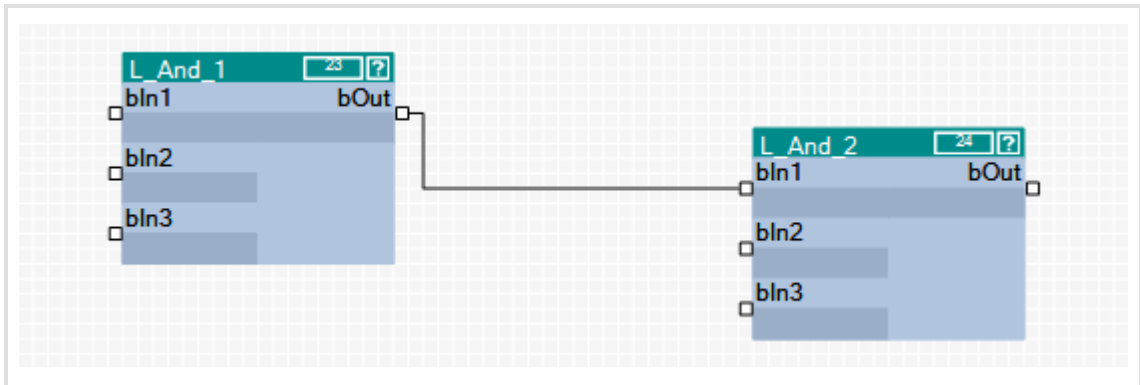 L_And_1 23 ?
bIn1 bOut
bIn2
bIn3
L_And_2 24 ?
bIn1 bOut
bIn2
bIn3